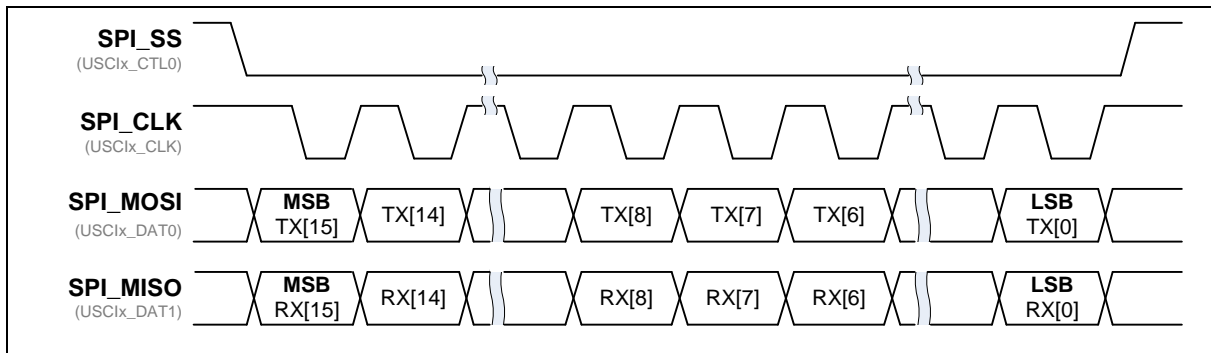 SPI_SS
(USCIx_CTL0)
SPI_CLK
(USCIx_CLK)
SPI_MOSI
(USCIx_DAT0)
MSB
TX[15]
TX[14]
TX[8]
TX[7]
TX[6]
LSB
TX[0]
SPI_MISO
(USCIx_DAT1)
MSB
RX[15]
RX[14]
RX[8]
RX[7]
RX[6]
LSB
RX[0]